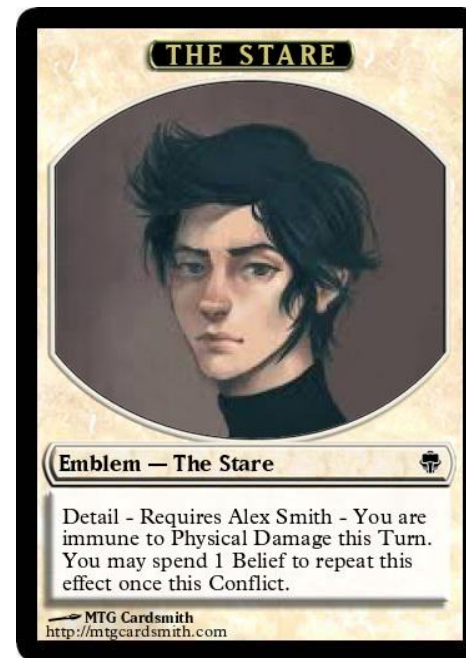 THE STARE
Emblem — The Stare
Detail - Requires Alex Smith - You are
immune to Physical Damage this Turn.
You may spend 1 Belief to repeat this
effect once this Conflict.
MTG Cardsmith
http://mtgcardsmith.com